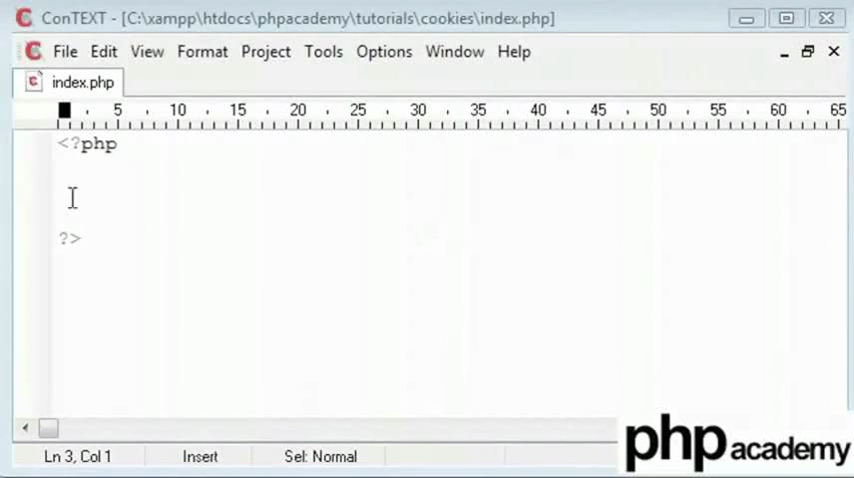 ConTEXT - [C:\xampp\htdocs\phpacademy\tutorials\cookies\index.php]
File Edit View Format Project Tools Options Window Help
index.php
5 10 15 20 25 30 35 40 45 50 55 60 65
<?php
?>
Ln 3, Col 1 Insert Sel: Normal
php academy